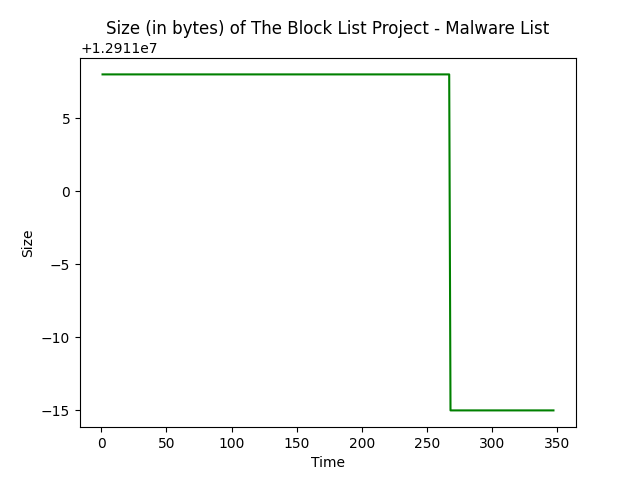 Size (in bytes) of The Block List Project - Malware List
+1.2911e7
5
0
−5
−10
−15
Size
0 50 100 150 200 250 300 350
Time